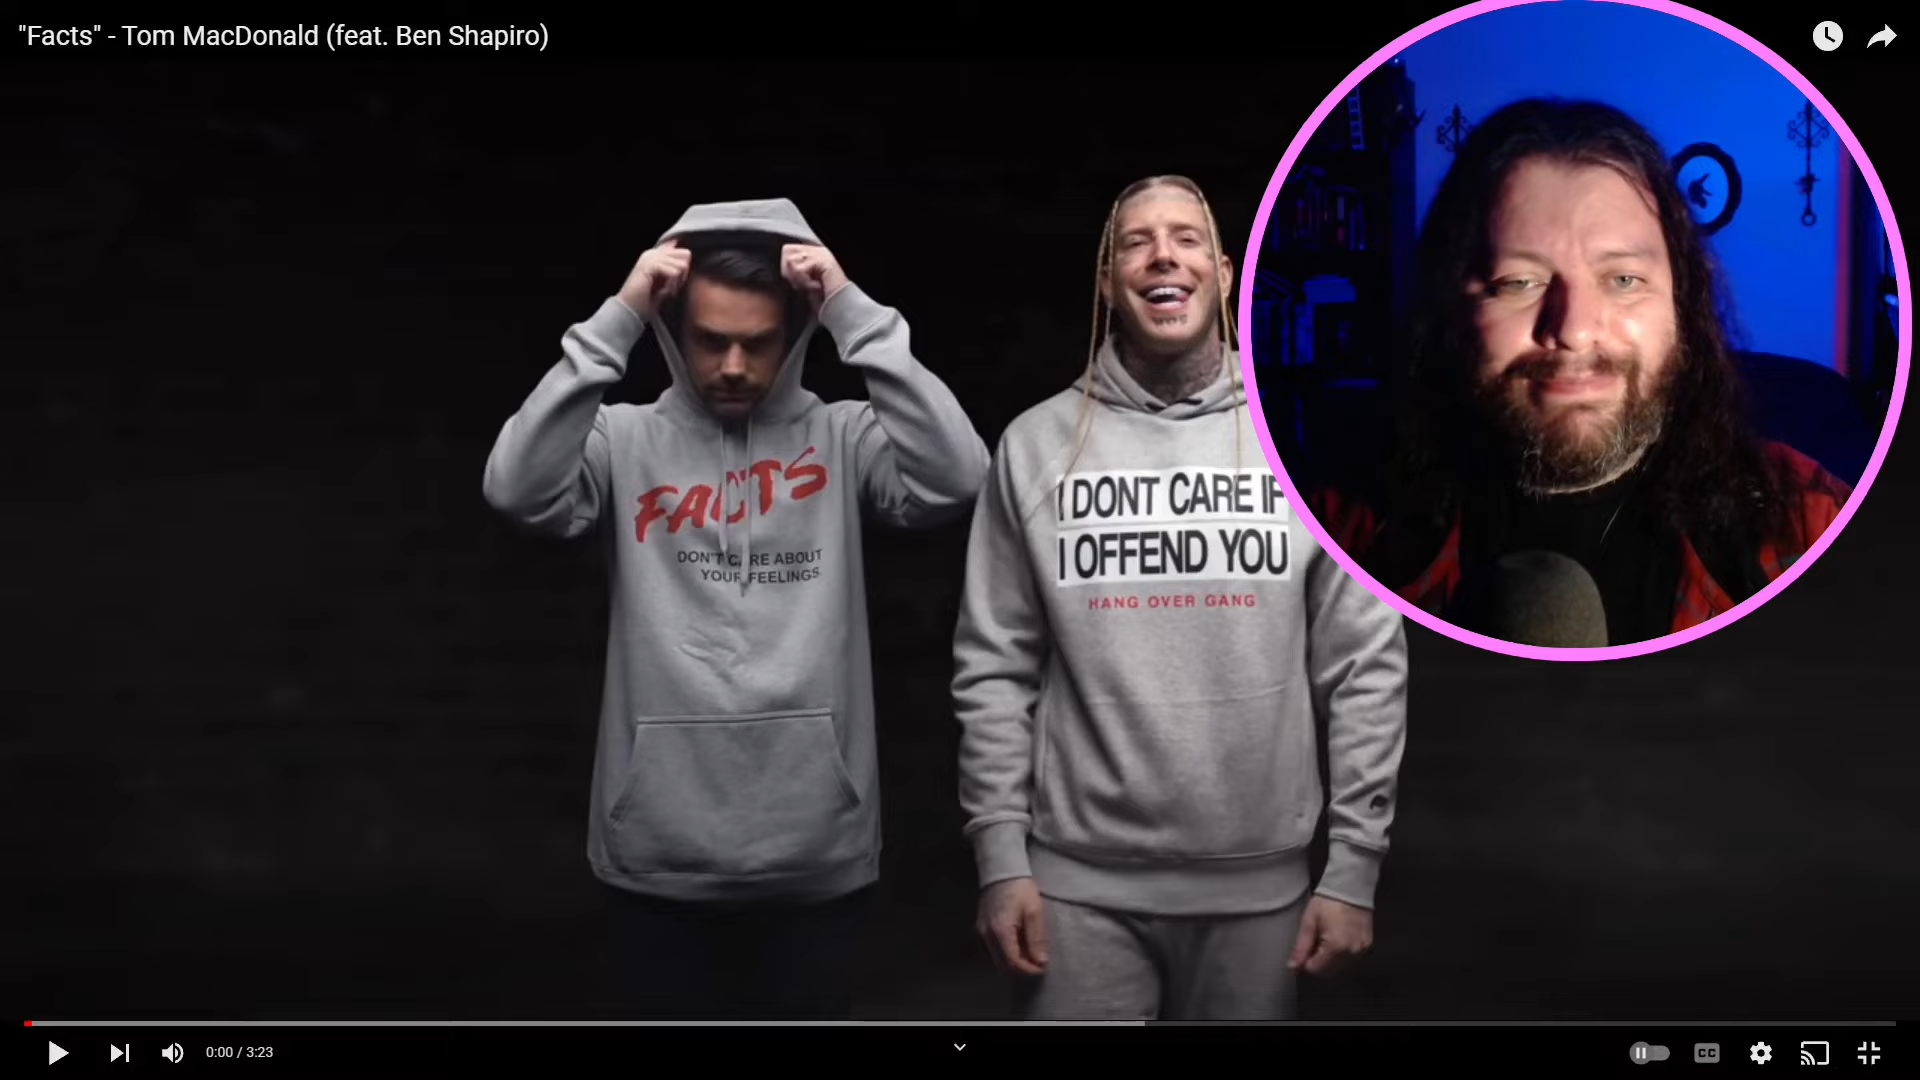 "Facts" - Tom MacDonald (feat. Ben Shapiro)
FACTS
DON'T CARE ABOUT
YOUR FEELINGS.
I DONT CARE IF
I OFFEND YOU
HANG OVER GANG
0:00 / 3:23
CC